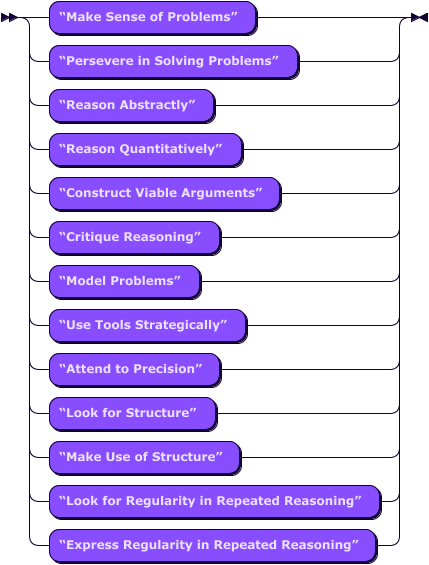 “Make Sense of Problems”
“Persevere in Solving Problems”
“Reason Abstractly”
“Reason Quantitatively”
“Construct Viable Arguments”
“Critique Reasoning”
“Model Problems”
“Use Tools Strategically”
“Attend to Precision”
“Look for Structure”
“Make Use of Structure”
“Look for Regularity in Repeated Reasoning”
“Express Regularity in Repeated Reasoning”